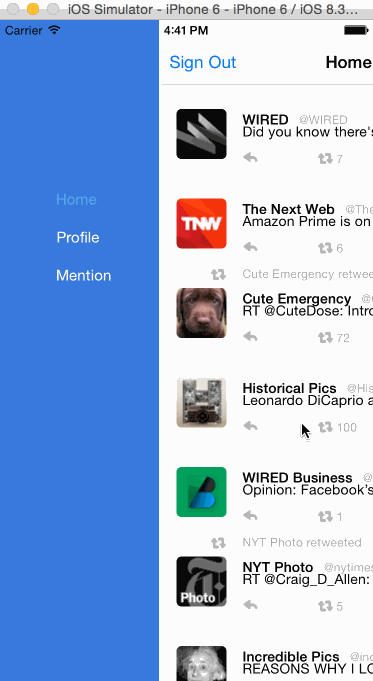 iOS Simulator - iPhone 6 - iPhone 6 / iOS 8.3...
Carrier 4:41 PM
Sign Out Home
Home
Profile
Mention
WIRED @WIRED
Did you know there's
7
TNW
The Next Web @The
Amazon Prime is on
6
Cute Emergency retwee
Cute Emergency
RT @CuteDose: Intro
72
Historical Pics @His
Leonardo DiCaprio a
100
WIRED Business @
Opinion: Facebook's
1
NYT Photo retweeted
Photo
NYT Photo @nytimes
RT @Craig_D_Allen:
5
Incredible Pics @inc
REASONS WHY I LO